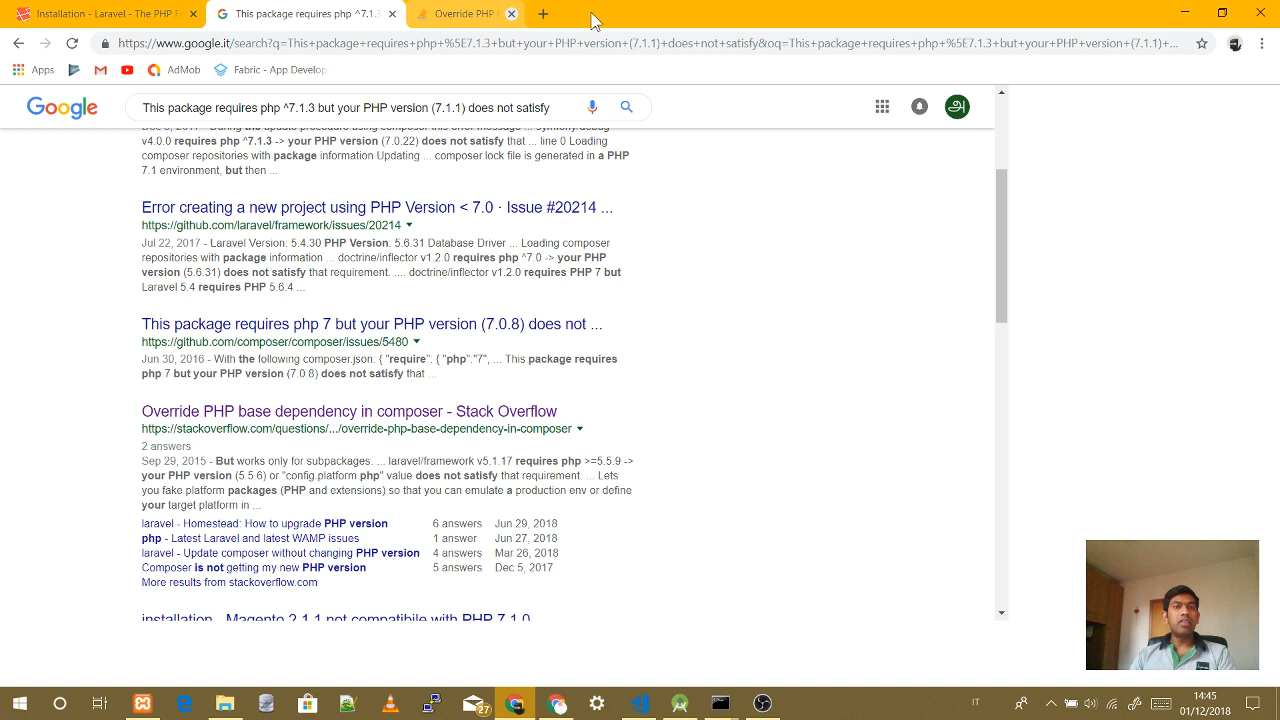 Installation - Laravel - The PHP F
This package requires php ^7.1.3
Override PHP
https://www.google.it/search?q=This+package+requires+php+%5E7.1.3+but+your+PHP+version+(7.1.1)+does+not+satisfy&oq=This+package+requires+php+%5E7.1.3+but+your+PHP+version+(7.1.1)+...
Apps
AdMob
Fabric - App Develop
Google
This package requires php ^7.1.3 but your PHP version (7.1.1) does not satisfy
அ
v4.0.0 requires php ^7.1.3 -> your PHP version (7.0.22) does not satisfy that ... line 0 Loading
composer repositories with package information Updating ... composer.lock file is generated in a PHP
7.1 environment, but then ...
Error creating a new project using PHP Version < 7.0 · Issue #20214 ...
https://github.com/laravel/framework/issues/20214
Jul 22, 2017 - Laravel Version: 5.4.30 PHP Version: 5.6.31 Database Driver ... Loading composer
repositories with package information ... doctrine/inflector v1.2.0 requires php ^7.0 -> your PHP
version (5.6.31) does not satisfy that requirement. .... doctrine/inflector v1.2.0 requires PHP 7 but
Laravel 5.4 requires PHP 5.6.4 ...
This package requires php 7 but your PHP version (7.0.8) does not ...
https://github.com/composer/composer/issues/5480
Jun 30, 2016 - With the following composer.json: { "require": { "php":"7", ... This package requires
php 7 but your PHP version (7.0.8) does not satisfy that ...
Override PHP base dependency in composer - Stack Overflow
https://stackoverflow.com/questions/.../override-php-base-dependency-in-composer
2 answers
Sep 29, 2015 - But works only for subpackages. ... laravel/framework v5.1.17 requires php >=5.5.9 ->
your PHP version (5.5.6) or "config.platform php" value does not satisfy that requirement. ... Lets
you fake platform packages (PHP and extensions) so that you can emulate a production env or define
your target platform in ...
laravel - Homestead: How to upgrade PHP version 6 answers Jun 29, 2018
php - Latest Laravel and latest WAMP issues 1 answer Jun 27, 2018
laravel - Update composer without changing PHP version 4 answers Mar 26, 2018
Composer is not getting my new PHP version 5 answers Dec 5, 2017
More results from stackoverflow.com
installation - Magento 2.1.1 not compatibile with PHP 7.1.0
27
IT
14:45
01/12/2018